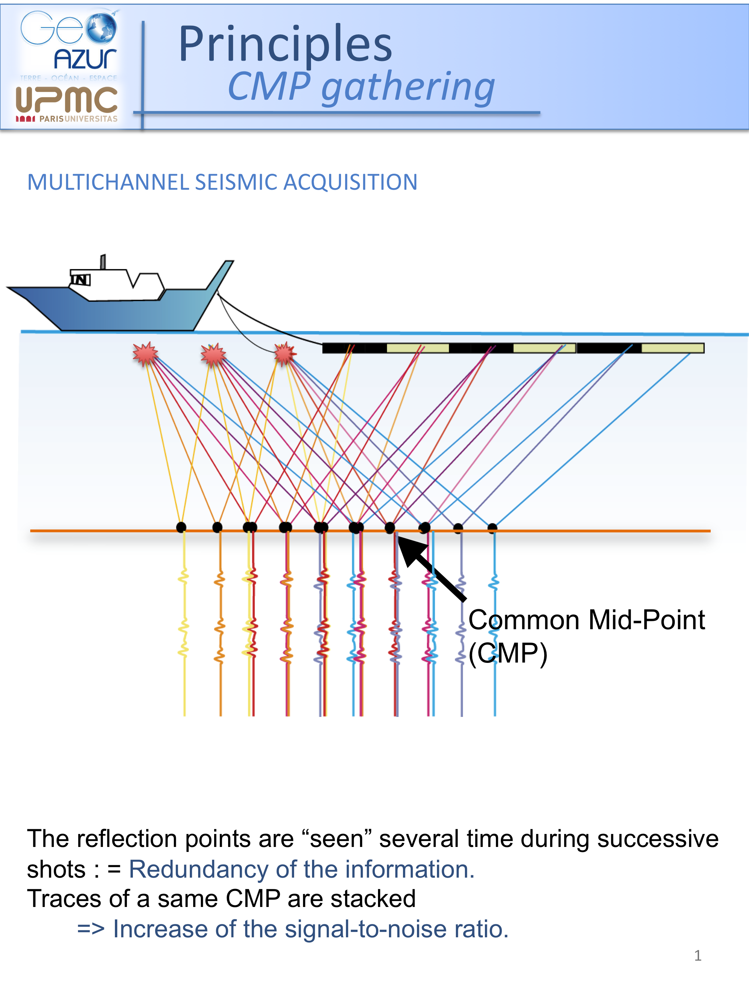 Geo
AZUR
TERRE - OCÉAN - ESPACE
UPMC
PARISUNIVERSITAS
Principles
CMP gathering
MULTICHANNEL SEISMIC ACQUISITION
Common Mid-Point
(CMP)
The reflection points are “seen” several time during successive
shots : = Redundancy of the information.
Traces of a same CMP are stacked
=> Increase of the signal-to-noise ratio.
1